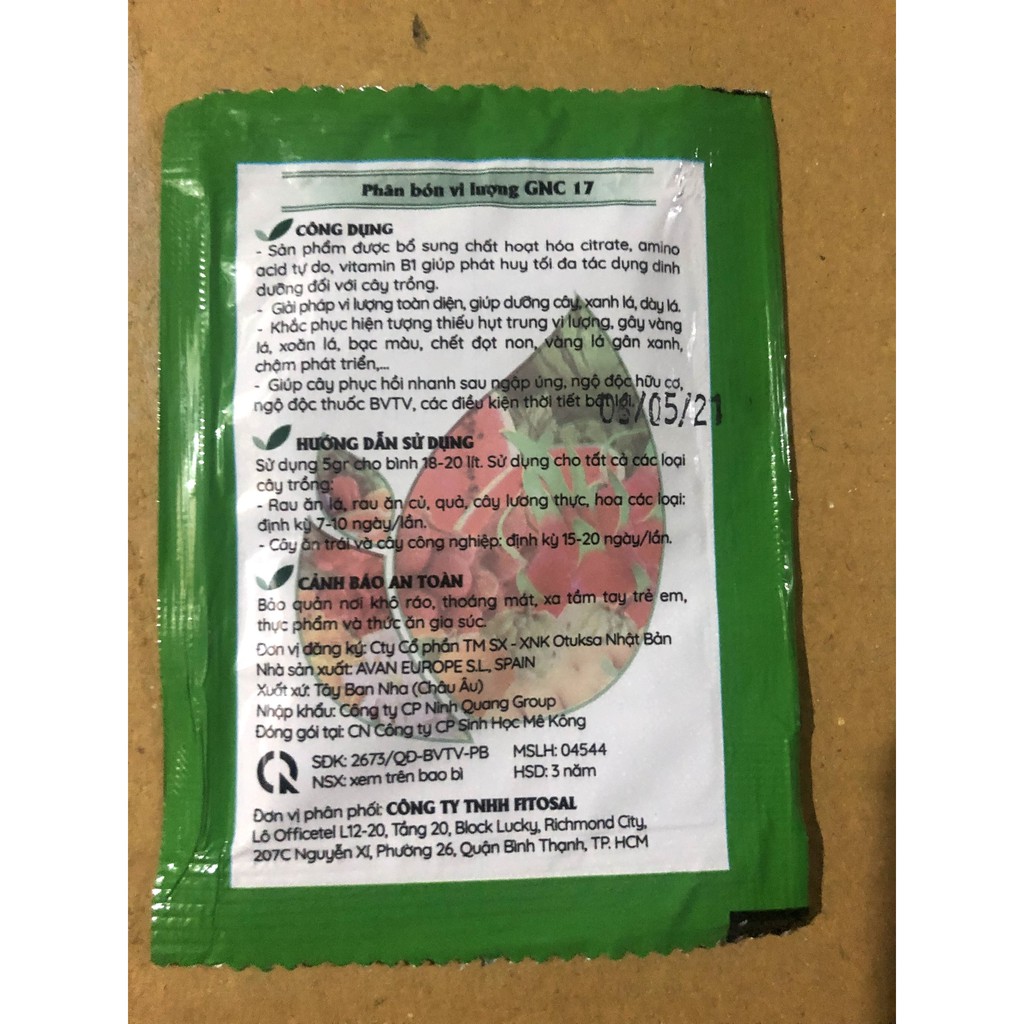 Phân bón vi lượng GNC 17
CÔNG DỤNG
- Sản phẩm được bổ sung chất hoạt hóa citrate, amino
acid tự do, vitamin B1 giúp phát huy tối đa tác dụng dinh
dưỡng đối với cây trồng.
- Giải pháp vi lượng toàn diện, giúp dưỡng cây, xanh lá, dày lá.
- Khắc phục hiện tượng thiếu hụt trung vi lượng, gây vàng
lá, xoăn lá, bạc màu, chết đọt non, vàng lá gân xanh,
chậm phát triển,...
- Giúp cây phục hồi nhanh sau ngập úng, ngộ độc hữu cơ,
ngộ độc thuốc BVTV, các điều kiện thời tiết bất lợi.
/05/21
HƯỚNG DẪN SỬ DỤNG
Sử dụng 5gr cho bình 18-20 lít. Sử dụng cho tất cả các loại
cây trồng:
- Rau ăn lá, rau ăn củ, quả, cây lương thực, hoa các loại:
định kỳ 7-10 ngày/lần.
- Cây ăn trái và cây công nghiệp: định kỳ 15-20 ngày/lần.
CẢNH BÁO AN TOÀN
Bảo quản nơi khô ráo, thoáng mát, xa tầm tay trẻ em,
thực phẩm và thức ăn gia súc.
Đơn vị đăng ký: Cty Cổ phần TM SX - XNK Otuksa Nhật Bản
Nhà sản xuất: AVAN EUROPE S.L, SPAIN
Xuất xứ: Tây Ban Nha (Châu Âu)
Nhập khẩu: Công ty CP Ninh Quang Group
Đóng gói tại: CN Công ty CP Sinh Học Mê Kông
SĐK: 2673/QĐ-BVTV-PB MSLH: 04544
NSX: xem trên bao bì HSD: 3 năm
Đơn vị phân phối: CÔNG TY TNHH FITOSAL
Lô Officetel L12-20, Tầng 20, Block Lucky, Richmond City,
207C Nguyễn Xí, Phường 26, Quận Bình Thạnh, TP. HCM